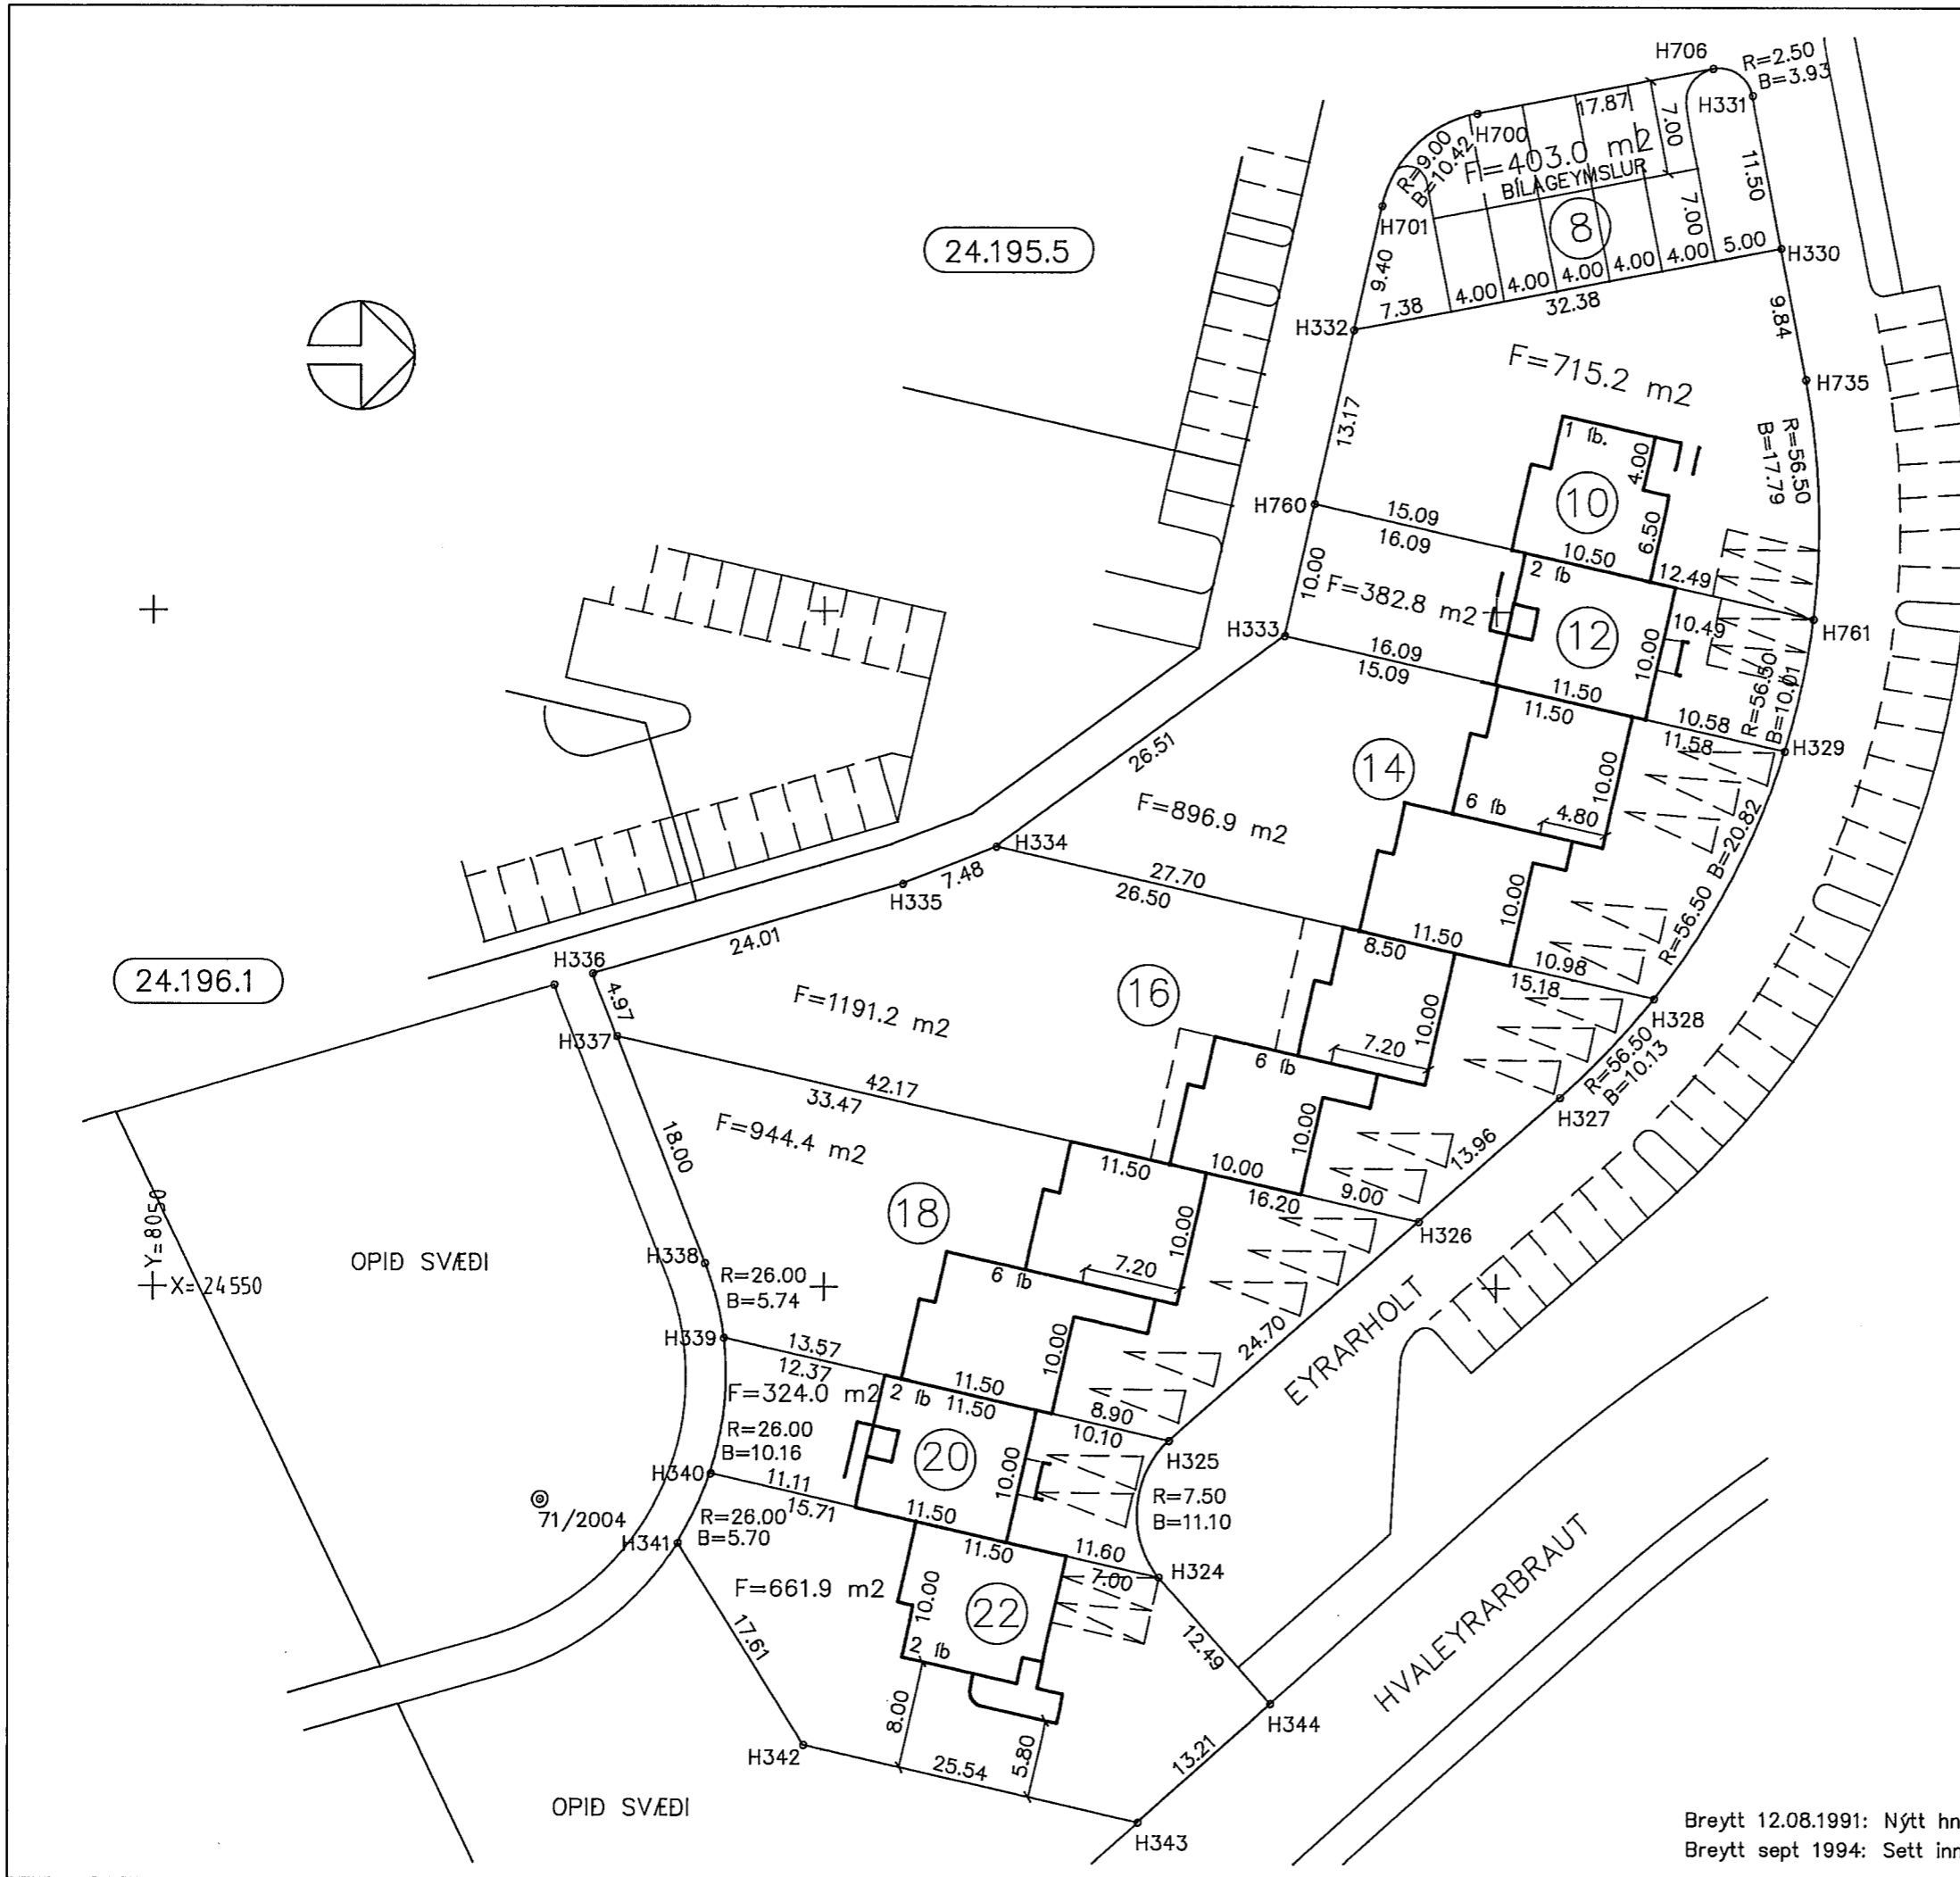 H706
R=2.50
B=3.93
H331
17.87
7.00
H700
R=9.00
B=10.42
F=403.0 m2
BÍLAGEYMSLUR
11.50
H701
8
7.00
24.195.5
9.40
7.38
4.00
4.00
4.00
4.00
4.00
5.00
H330
32.38
H332
9.84
F=715.2 m2
H735
13.17
1 íb.
4.00
R=56.50
B=17.79
10
H760
15.09
16.09
6.50
10.50
10.00
2 íb
12.49
F=382.8 m2
H333
12
10.49
H761
16.09
15.09
10.00
R=56.50
B=10.01
11.50
11.50
10.58
11.58
H329
26.51
14
10.00
F=896.9 m2
6 íb
4.80
R=56.50 B=20.82
H334
7.48
27.70
26.50
H335
10.00
24.01
11.50
8.50
10.98
15.18
H336
24.196.1
4.97
F=1191.2 m2
16
H328
H337
10.00
7.20
6 íb
R=56.50
B=10.13
H327
42.17
33.47
18.00
F=944.4 m2
10.00
13.96
11.50
10.00
16.20
9.00
18
H326
Y=8050
X=24550
OPIÐ SVÆÐI
H338
R=26.00
B=5.74
10.00
6 íb
7.20
EYRARHOLT
24.70
H339
13.57
12.37
10.00
F=324.0 m2
2 íb
11.50
11.50
8.90
10.10
H325
R=26.00
B=10.16
20
10.00
H340
11.11
15.71
R=7.50
B=11.10
71/2004
R=26.00
B=5.70
H341
11.50
11.50
11.60
7.00
H324
F=661.9 m2
10.00
22
17.61
2 íb
12.49
HVALEYRARBRAUT
8.00
H344
H342
25.54
5.80
13.21
OPIÐ SVÆÐI
H343
Breytt 12.08.1991: Nýtt hn
Breytt sept 1994: Sett inn